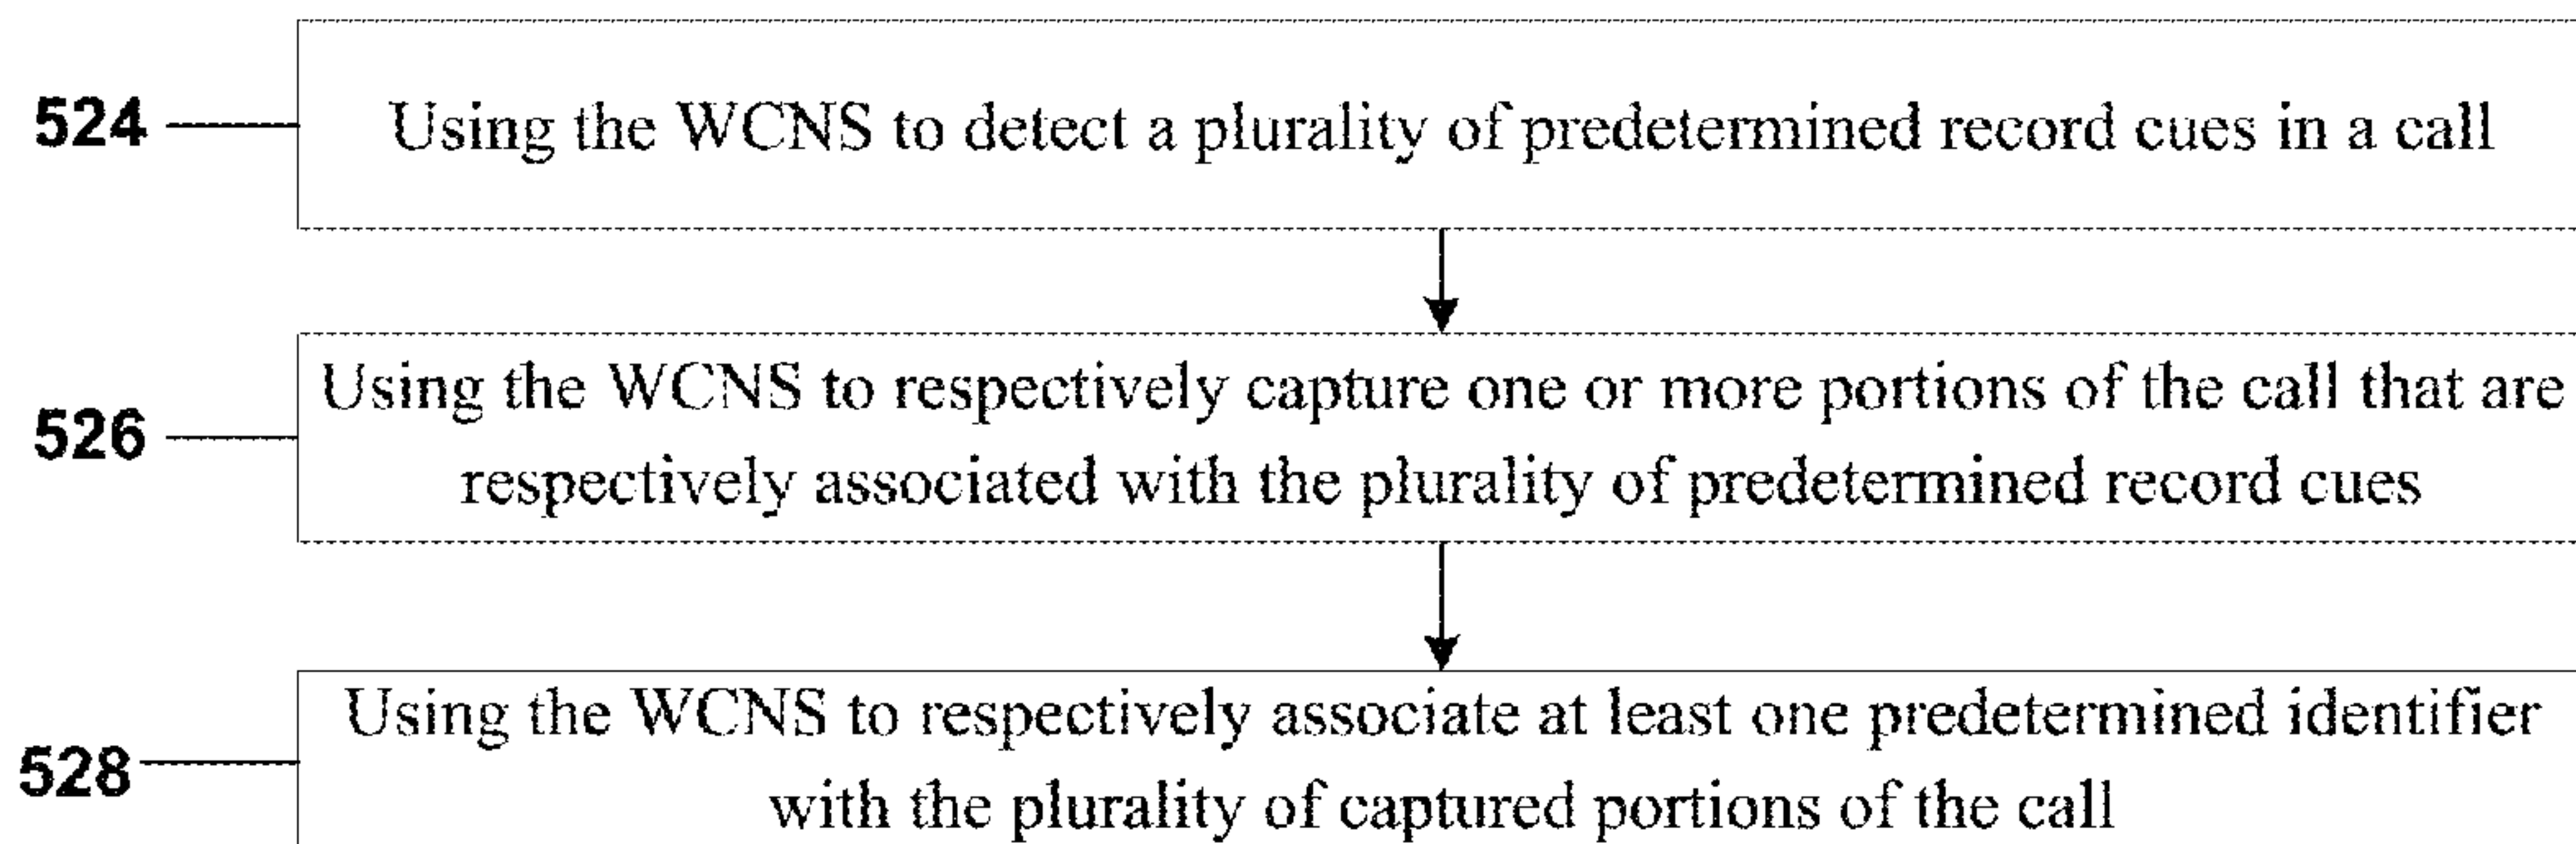 524
Using the WCNS to detect a plurality of predetermined record cues in a call
526
Using the WCNS to respectively capture one or more portions of the call that are
respectively associated with the plurality of predetermined record cues
528
Using the WCNS to respectively associate at least one predetermined identifier
with the plurality of captured portions of the call